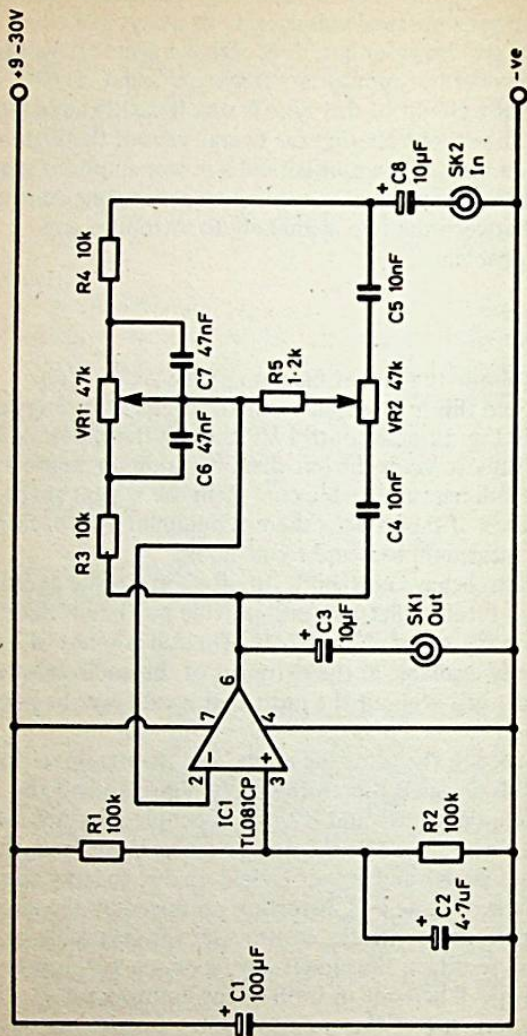 +9-30V
R4 10k
VR1 47k
R3 10k
C7
47nF
C6
47nF
R5
1·2k
C8
10µF
SK2
In
C5 10nF
VR2 47k
C4
10nF
C3
10µF
SK1
Out
6
7
4
2
3
-
+
IC1
TL081CP
R1
100k
R2
100k
C2
4·7uF
C1
100µF
-ve
+
+
+
+